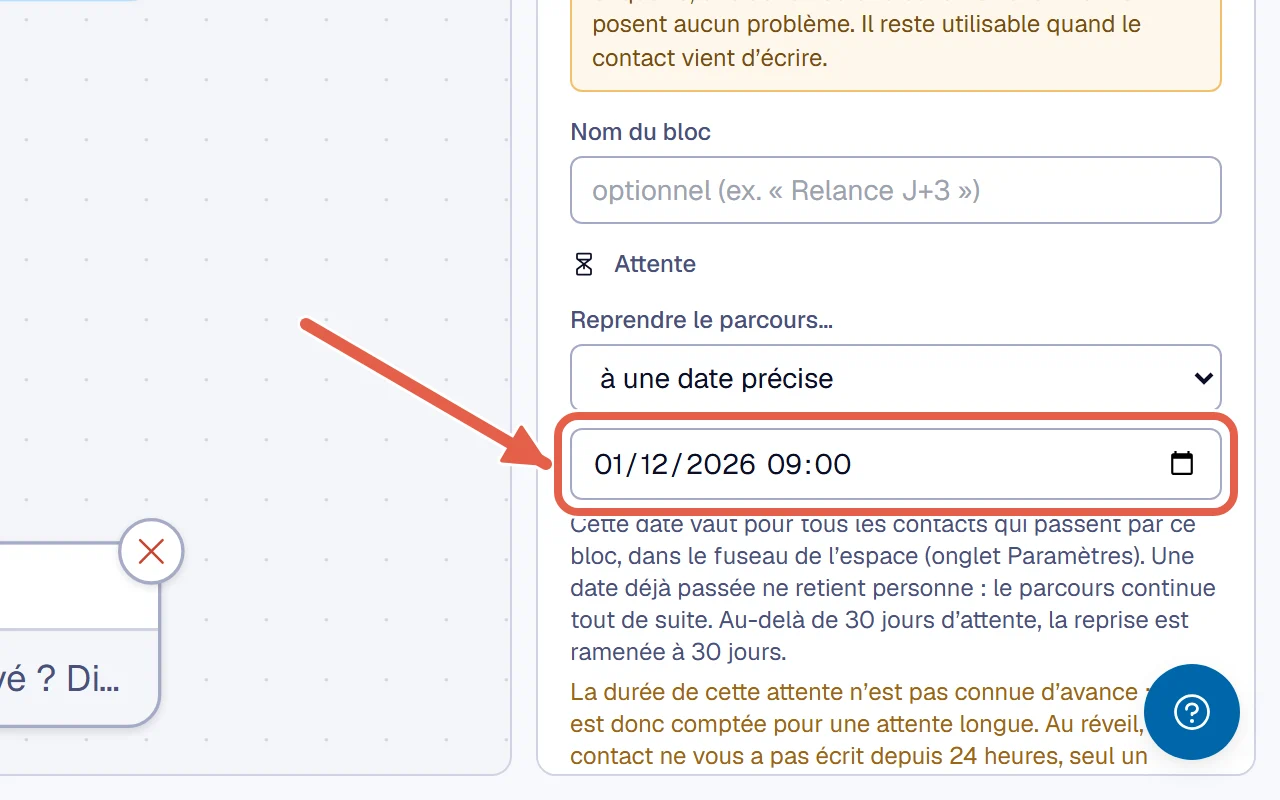 posent aucun problème. Il reste utilisable quand le
contact vient d’écrire.
Nom du bloc
optionnel (ex. « Relance J+3 »)
Attente
Reprendre le parcours…
à une date précise
01/12/2026 09:00
Cette date vaut pour tous les contacts qui passent par ce
bloc, dans le fuseau de l’espace (onglet Paramètres). Une
date déjà passée ne retient personne : le parcours continue
tout de suite. Au-delà de 30 jours d’attente, la reprise est
ramenée à 30 jours.
vé ? Di…
La durée de cette attente n’est pas connue d’avance :
est donc comptée pour une attente longue. Au réveil,
contact ne vous a pas écrit depuis 24 heures, seul un